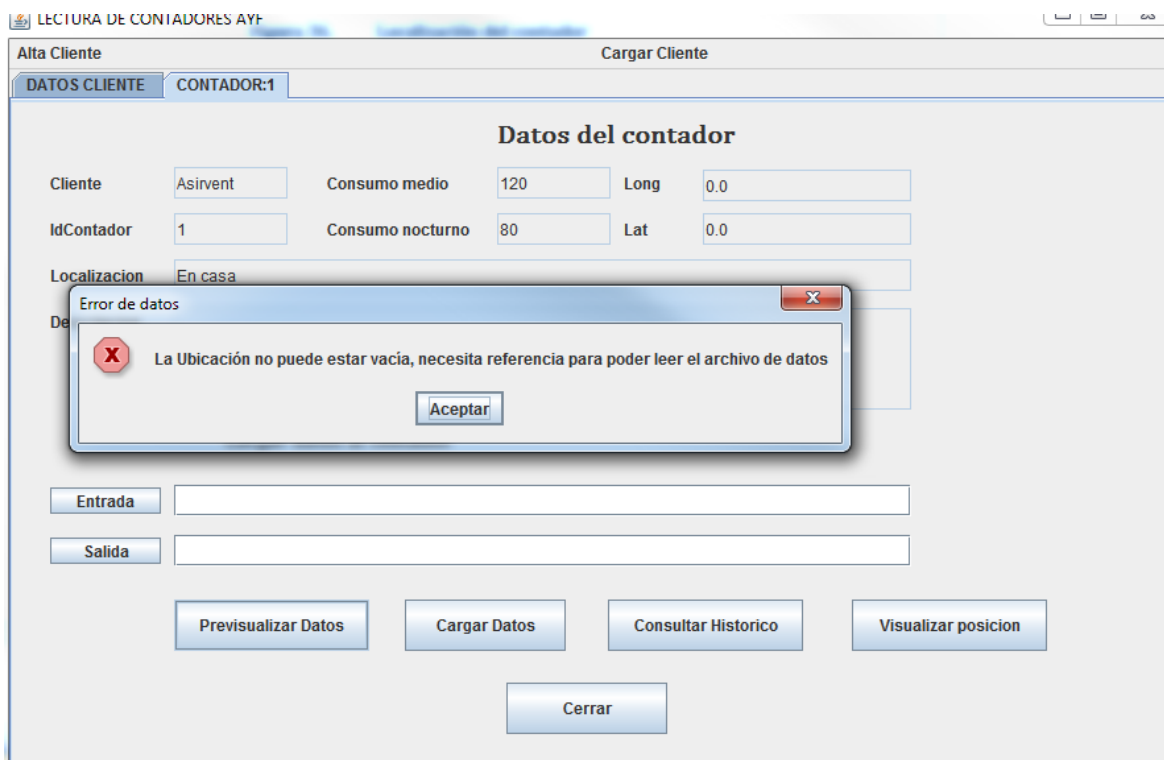 LECTURA DE CONTADORES AYF
Alta Cliente Cargar Cliente
DATOS CLIENTE CONTADOR:1
Datos del contador
Cliente Asirvent Consumo medio 120 Long 0.0
IdContador 1 Consumo nocturno 80 Lat 0.0
Localizacion En casa
Error de datos
La Ubicación no puede estar vacía, necesita referencia para poder leer el archivo de datos
Aceptar
Entrada
Salida
Previsualizar Datos Cargar Datos Consultar Historico Visualizar posicion
Cerrar